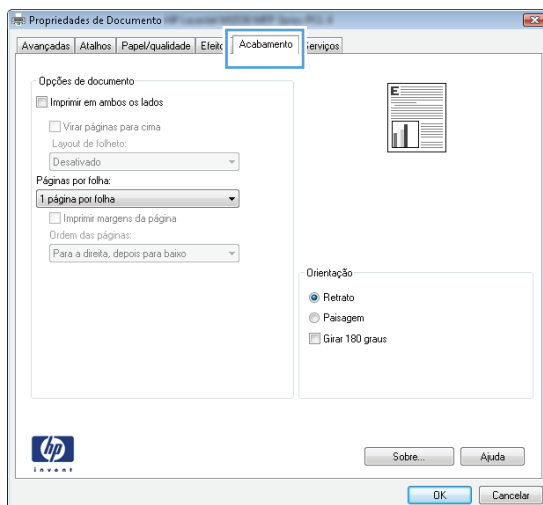 Propriedades de Documento
Avançadas Atalhos Papel/qualidade Efeito Acabamento Serviços
Opções de documento
Imprimir em ambos os lados
Virar páginas para cima
Layout de folheto:
Desativado
Páginas por folha:
1 página por folha
Imprimir margens da página
Ordem das páginas:
Para a direita, depois para baixo
E
Orientação
Retrato
Paisagem
Girar 180 graus
hp
invent
Sobre... Ajuda
OK Cancelar